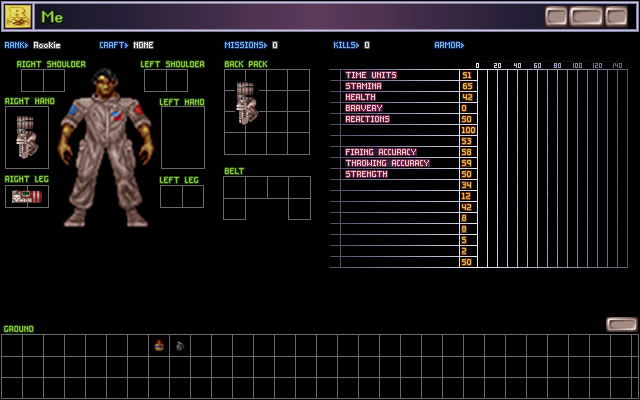 R
Me
RANK> Rookie CRAFT> NONE MISSIONS> 0 KILLS> 0 ARMOR>
RIGHT SHOULDER LEFT SHOULDER BACK PACK
0 20 40 60 80 100 120 140
TIME UNITS 51
STAMINA 65
HEALTH 42
BRAVERY 0
RIGHT HAND LEFT HAND
REACTIONS 50
100
53
FIRING ACCURACY 58
THROWING ACCURACY 59
STRENGTH 50
RIGHT LEG LEFT LEG BELT
34
12
42
8
8
5
2
50
GROUND